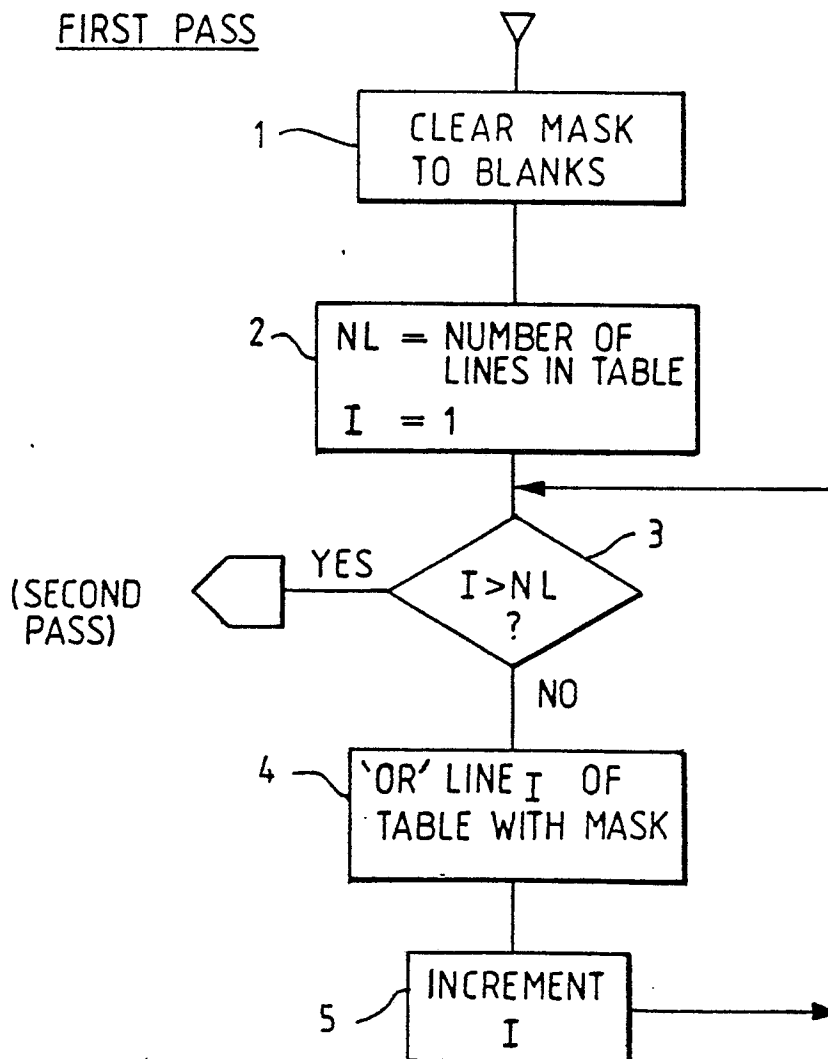 FIRST PASS
1
CLEAR MASK
TO BLANKS
2
NL = NUMBER OF
LINES IN TABLE
I = 1
3
I>NL
?
YES
(SECOND
PASS)
NO
4
‘OR’ LINE I OF
TABLE WITH MASK
5
INCREMENT
I